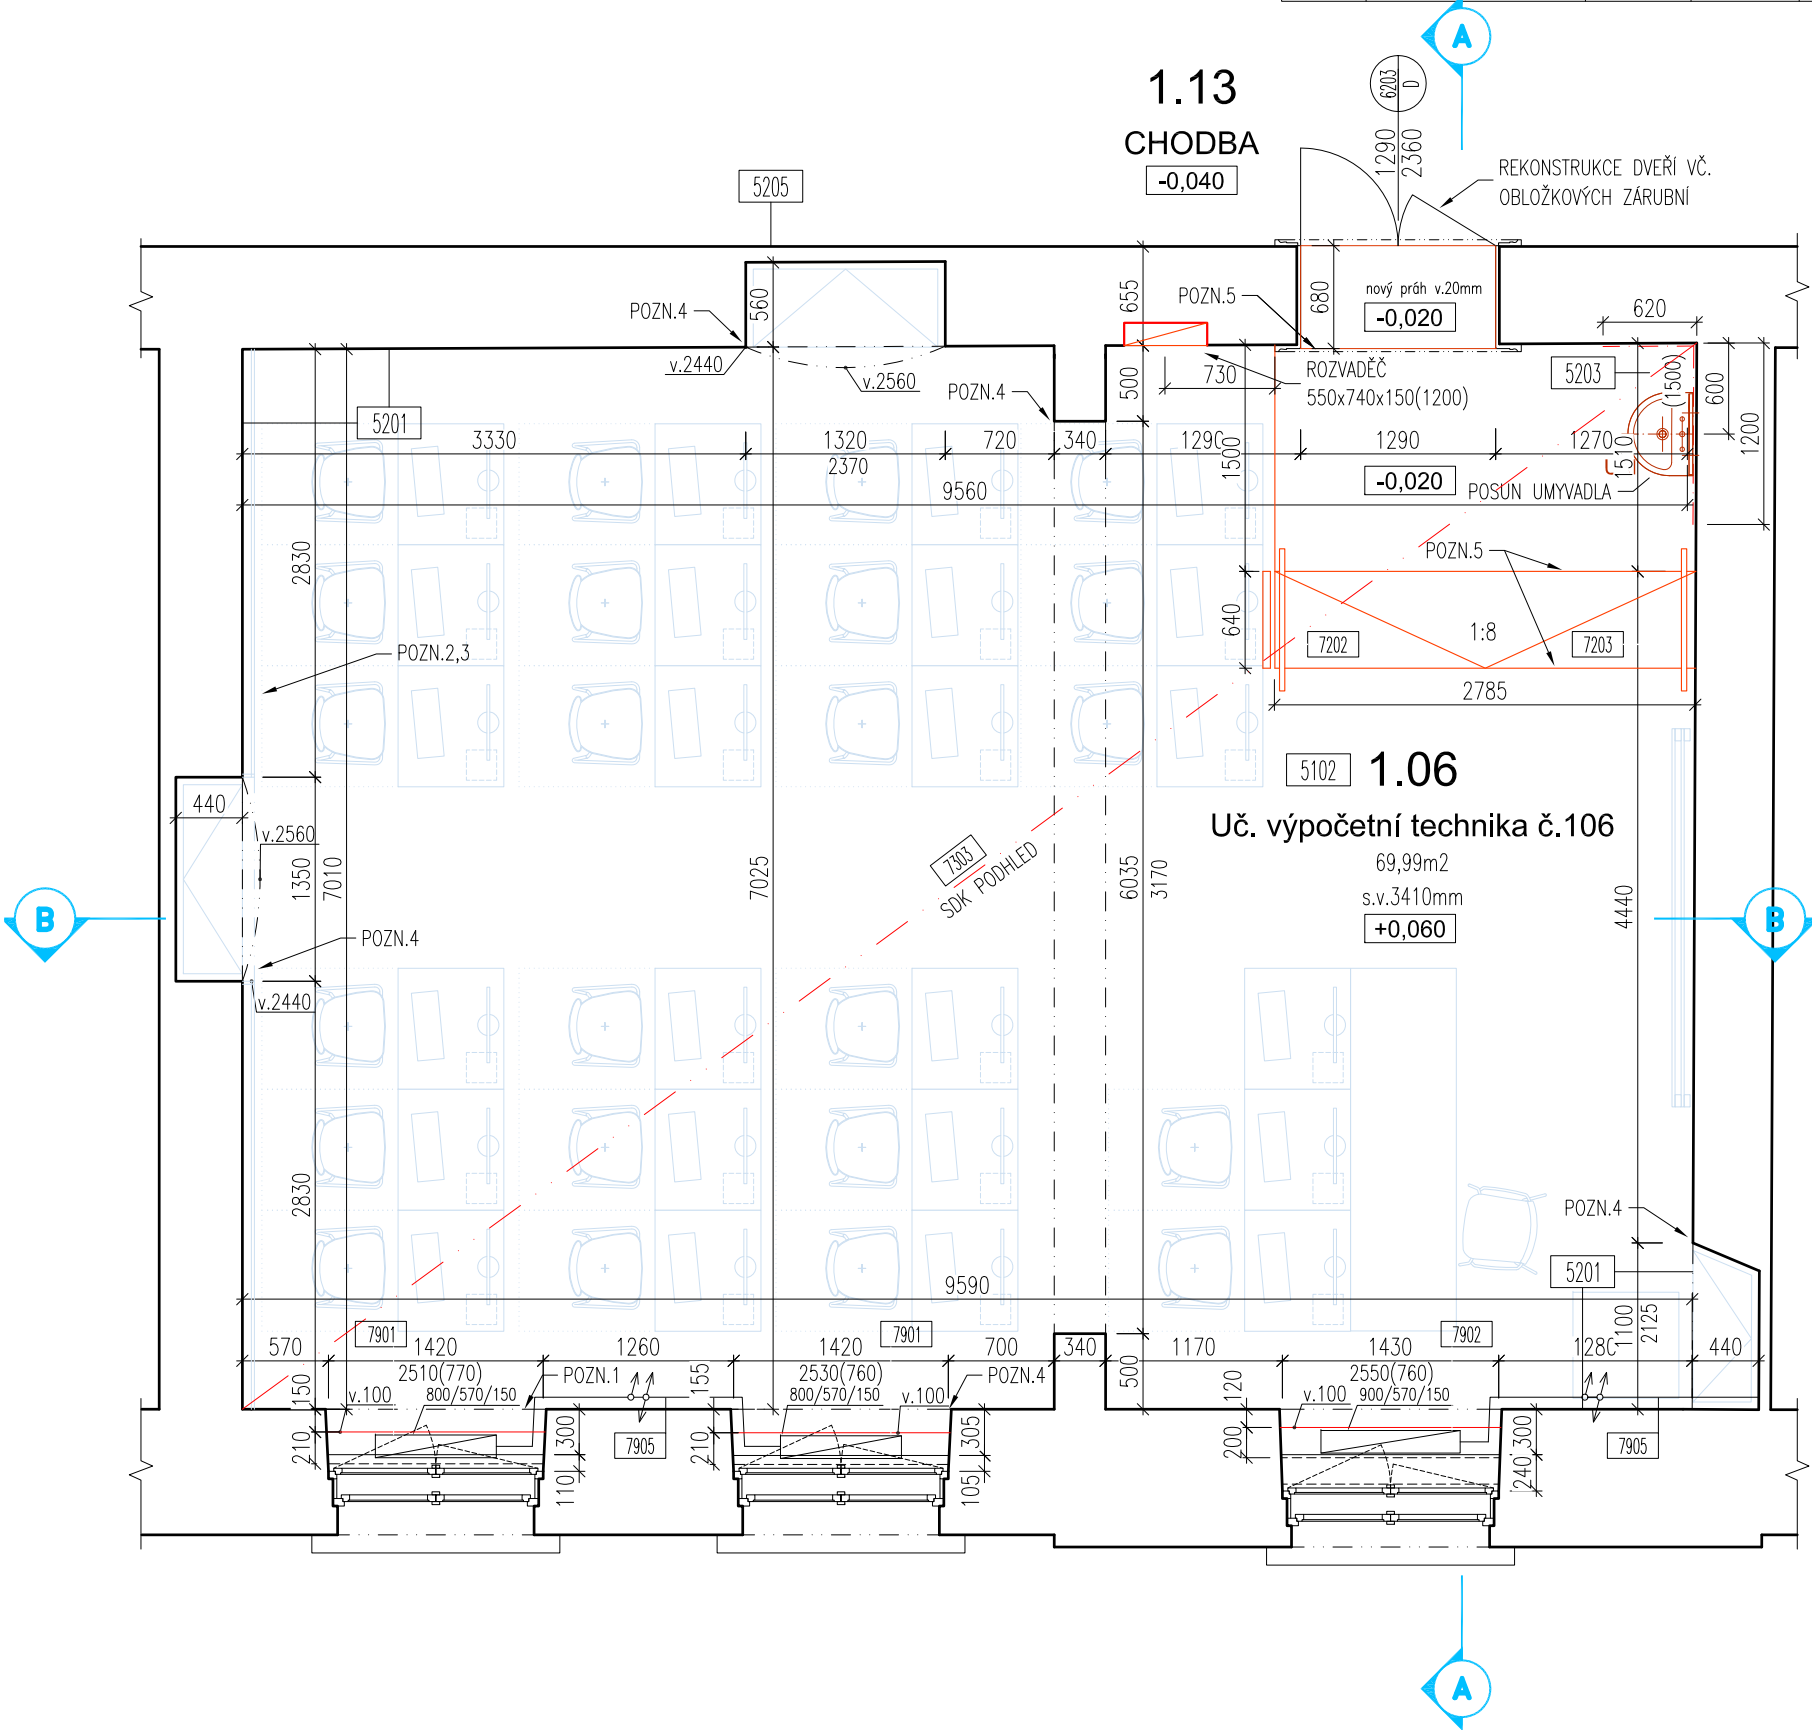 A
1.13
CHODBA
-0,040
6203
D
1290
2360
REKONSTRUKCE DVEŘÍ VČ.
OBLOŽKOVÝCH ZÁRUBNÍ
5205
560
POZN.4
655
POZN.5
680
nový práh v.20mm
-0,020
620
v.2440
v.2560
POZN.4
500
730
ROZVADĚČ
550x740x150(1200)
5203
(1500)
600
1200
5201
3330
1320
2370
720
340
1290
1500
1290
1270
1510
9560
-0,020
POSUN UMYVADLA
2830
POZN.5
640
7202
1:8
7203
POZN.2,3
2785
5102
1.06
Uč. výpočetní technika č.106
69,99m2
s.v.3410mm
+0,060
440
v.2560
1350
7010
7025
7303
SDK PODHLED
6035
3170
4440
B
B
POZN.4
v.2440
2830
POZN.4
5201
9590
1100
2125
570
7901
1420
2510(770)
800/570/150
1260
7901
1420
2530(760)
800/570/150
700
340
1170
7902
1430
2550(760)
900/570/150
1280
440
150
v.100
POZN.1
155
v.100
POZN.4
500
120
v.100
210
300
110
7905
210
305
105
200
300
240
7905
A